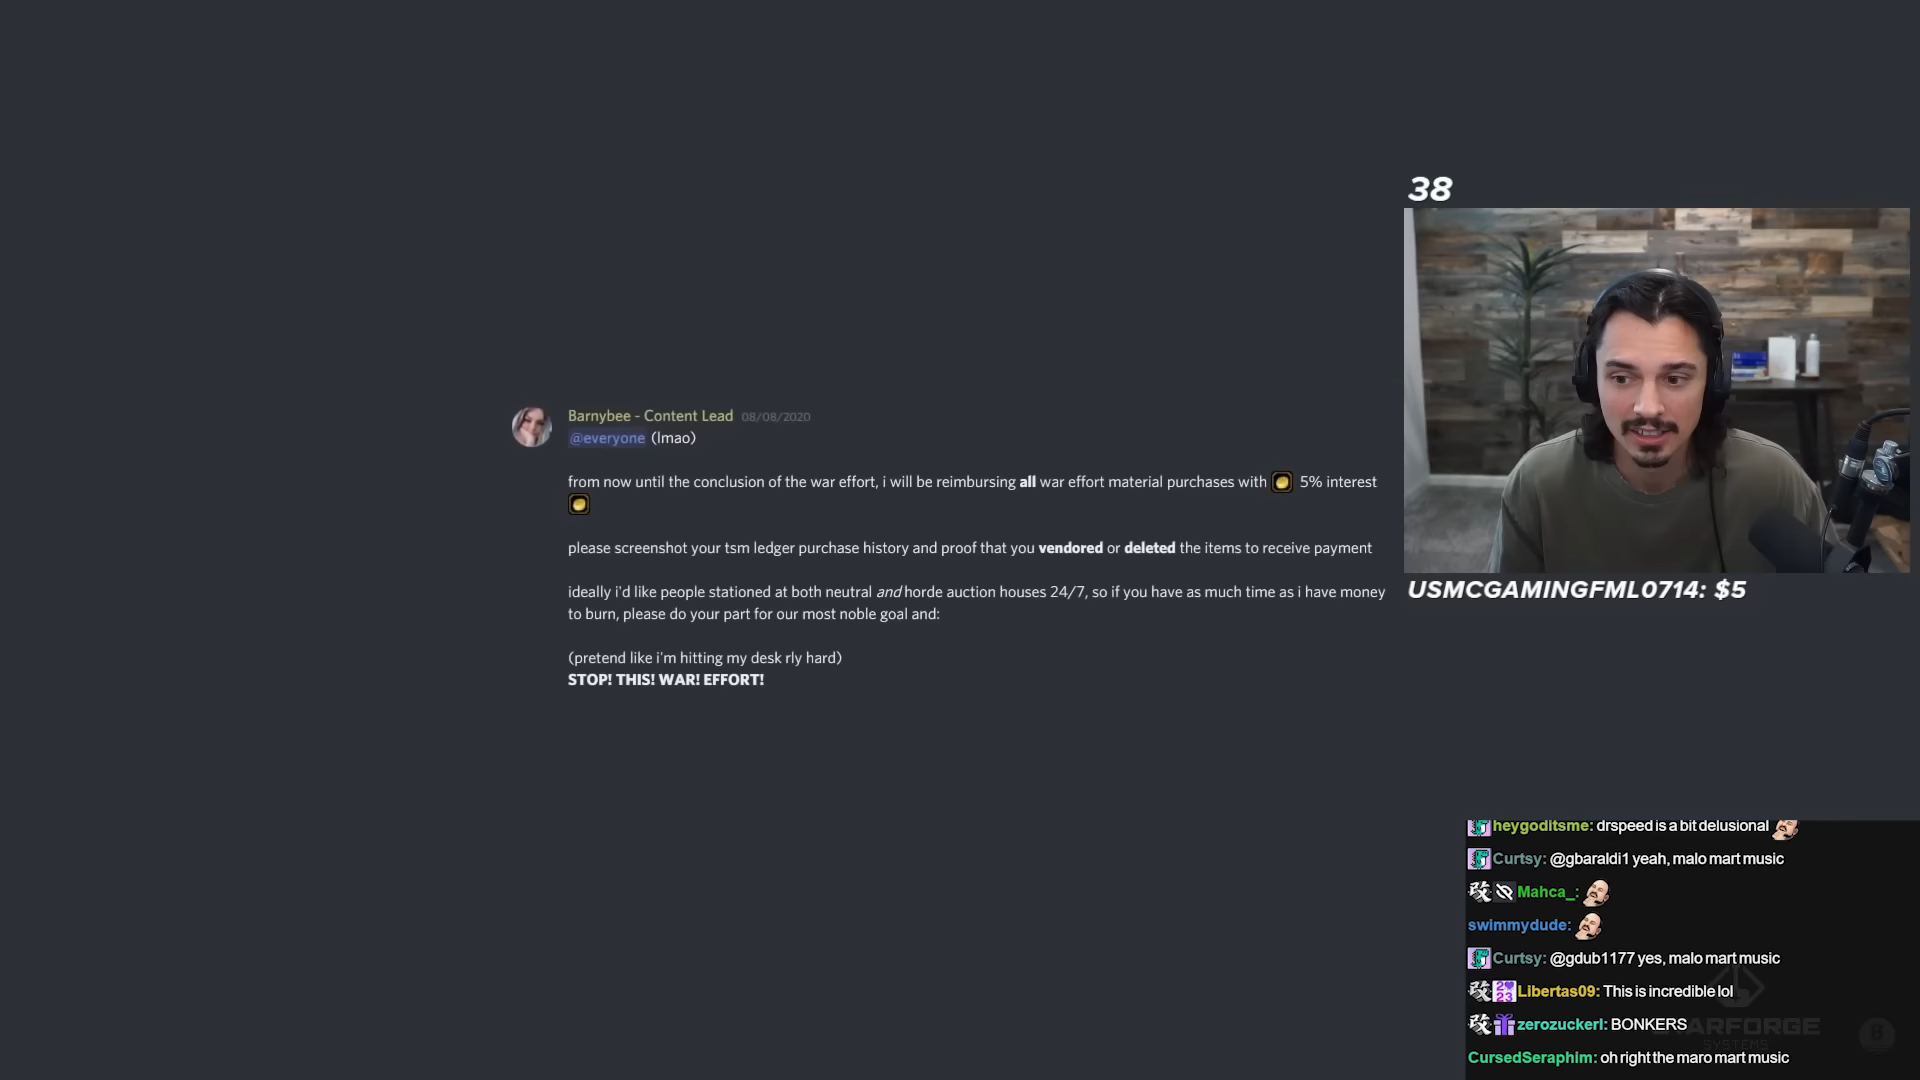 38
Barnybee - Content Lead 08/08/2020
@everyone (lmao)
from now until the conclusion of the war effort, i will be reimbursing all war effort material purchases with 5% interest
please screenshot your tsm ledger purchase history and proof that you vendored or deleted the items to receive payment
ideally i'd like people stationed at both neutral and horde auction houses 24/7, so if you have as much time as i have money
to burn, please do your part for our most noble goal and:
(pretend like i'm hitting my desk rly hard)
STOP! THIS! WAR! EFFORT!
USMCGAMINGFML0714: $5
heygoditsme: drspeed is a bit delusional
Curtsy: @gbaraldi1 yeah, malo mart music
Mahca_:
swimmydude:
Curtsy: @gdub1177 yes, malo mart music
Libertas09: This is incredible lol
zerozuckerl: BONKERS
CursedSeraphim: oh right the maro mart music
SYSTEMS